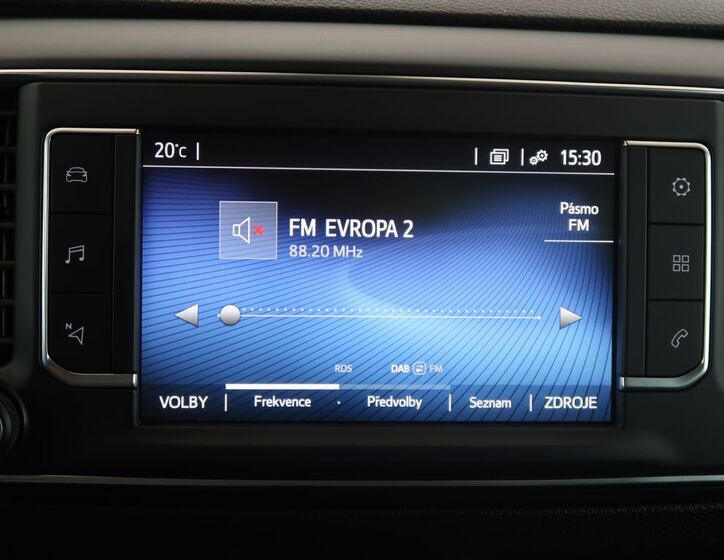 20°C
15:30
Pásmo
FM
FM EVROPA 2
88.20 MHz
N
RDS
DAB FM
VOLBY
Frekvence
Předvolby
Seznam
ZDROJE